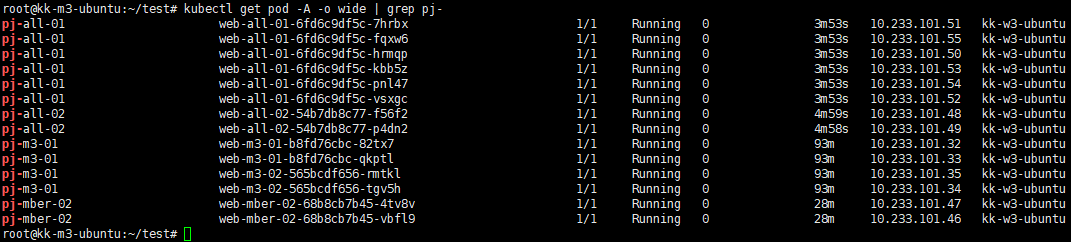 root@kk-m3-ubuntu:~/test# kubectl get pod -A -o wide | grep pj-
pj-all-01 web-all-01-6fd6c9df5c-7hrbx 1/1 Running 0 3m53s 10.233.101.51 kk-w3-ubuntu
pj-all-01 web-all-01-6fd6c9df5c-fqxw6 1/1 Running 0 3m53s 10.233.101.55 kk-w3-ubuntu
pj-all-01 web-all-01-6fd6c9df5c-hrmqp 1/1 Running 0 3m53s 10.233.101.50 kk-w3-ubuntu
pj-all-01 web-all-01-6fd6c9df5c-kbb5z 1/1 Running 0 3m53s 10.233.101.53 kk-w3-ubuntu
pj-all-01 web-all-01-6fd6c9df5c-pnl47 1/1 Running 0 3m53s 10.233.101.54 kk-w3-ubuntu
pj-all-01 web-all-01-6fd6c9df5c-vsxgc 1/1 Running 0 3m53s 10.233.101.52 kk-w3-ubuntu
pj-all-02 web-all-02-54b7db8c77-f56f2 1/1 Running 0 4m59s 10.233.101.48 kk-w3-ubuntu
pj-all-02 web-all-02-54b7db8c77-p4dn2 1/1 Running 0 4m58s 10.233.101.49 kk-w3-ubuntu
pj-m3-01 web-m3-01-b8fd76cbc-82tx7 1/1 Running 0 93m 10.233.101.32 kk-w3-ubuntu
pj-m3-01 web-m3-01-b8fd76cbc-qkptl 1/1 Running 0 93m 10.233.101.33 kk-w3-ubuntu
pj-m3-01 web-m3-02-565bcdf656-rmtkl 1/1 Running 0 93m 10.233.101.35 kk-w3-ubuntu
pj-m3-01 web-m3-02-565bcdf656-tgv5h 1/1 Running 0 93m 10.233.101.34 kk-w3-ubuntu
pj-mber-02 web-mber-02-68b8cb7b45-4tv8v 1/1 Running 0 28m 10.233.101.47 kk-w3-ubuntu
pj-mber-02 web-mber-02-68b8cb7b45-vbfl9 1/1 Running 0 28m 10.233.101.46 kk-w3-ubuntu
root@kk-m3-ubuntu:~/test#